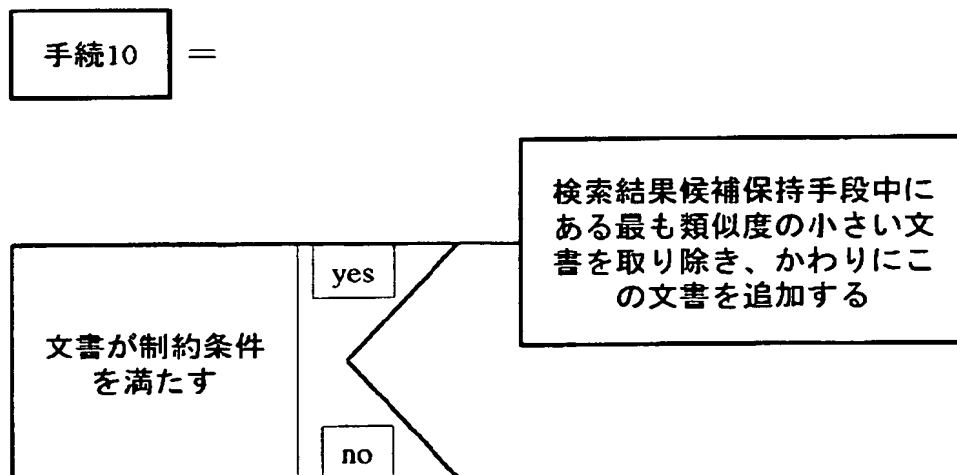 手続10 =
検索結果候補保持手段中に
ある最も類似度の小さい文
書を取り除き、かわりにこ
の文書を追加する
yes
文書が制約条件
を満たす
no